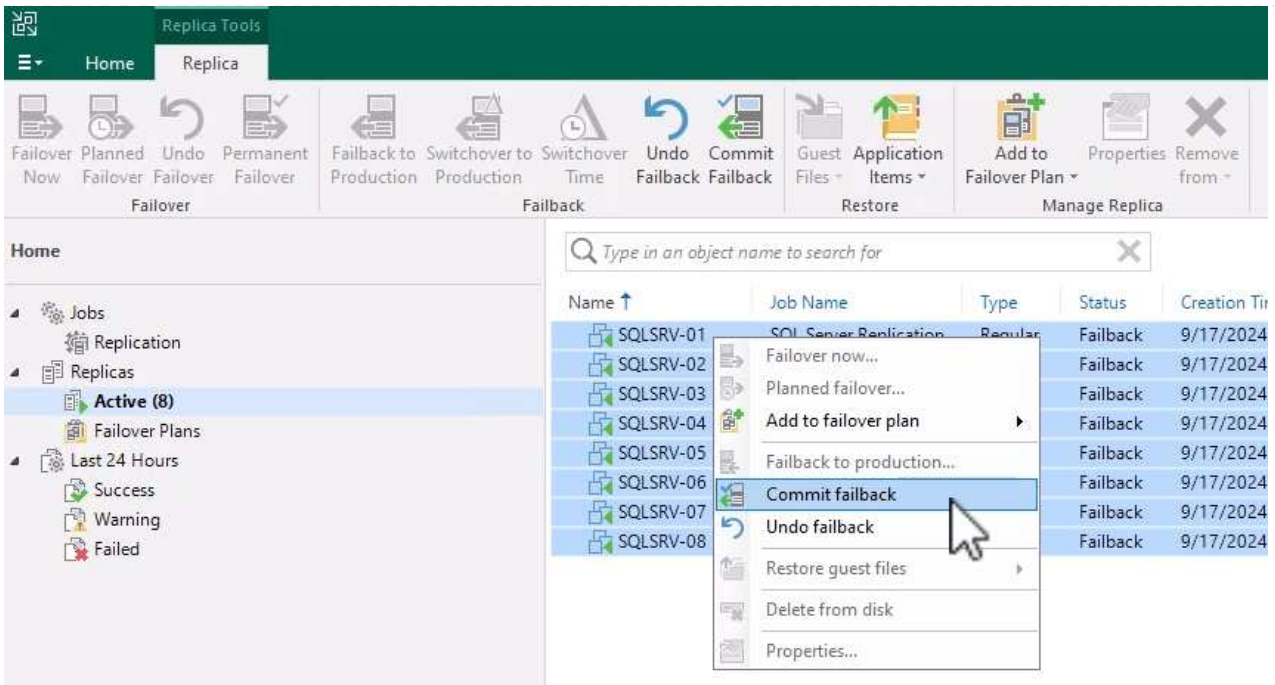 Replica Tools
Home Replica
Failover Now Planned Failover Undo Failover Permanent Failover Failback to Production Switchover to Production Switchover Time Undo Failback Commit Failback Guest Files Application Items Add to Failover Plan Properties Remove from
Failover Failback Restore Manage Replica
Home
Type in an object name to search for
Jobs
Replication
Replicas
Active (8)
Failover Plans
Last 24 Hours
Success
Warning
Failed
Name Job Name Type Status Creation Tir
SQLSRV-01 SQL Server Replication Regular Failback 9/17/2024
SQLSRV-02 Failback 9/17/2024
SQLSRV-03 Failback 9/17/2024
SQLSRV-04 Failback 9/17/2024
SQLSRV-05 Failback 9/17/2024
SQLSRV-06 Failback 9/17/2024
SQLSRV-07 Failback 9/17/2024
SQLSRV-08 Failback 9/17/2024
Failover now...
Planned failover...
Add to failover plan
Failback to production...
Commit failback
Undo failback
Restore guest files
Delete from disk
Properties...